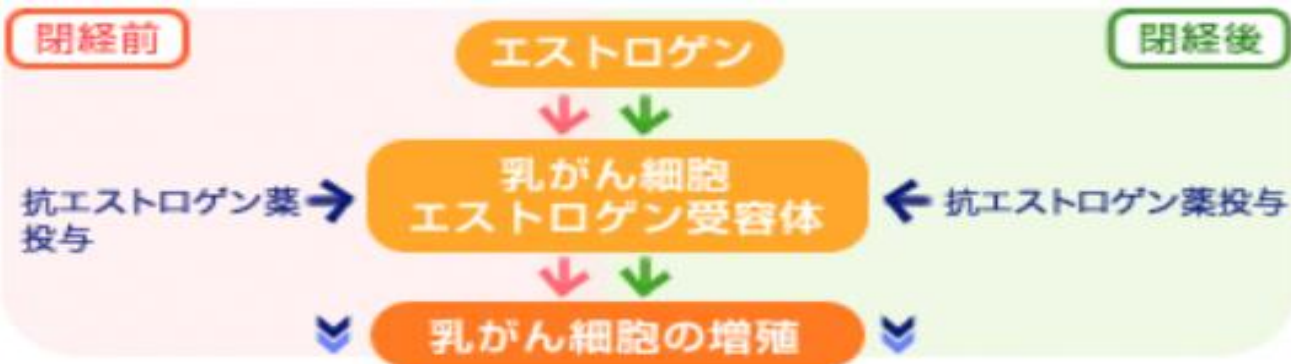 閉経前
エストロゲン
閉経後
乳がん細胞
エストロゲン受容体
抗エストロゲン薬
投与
抗エストロゲン薬投与
乳がん細胞の増殖